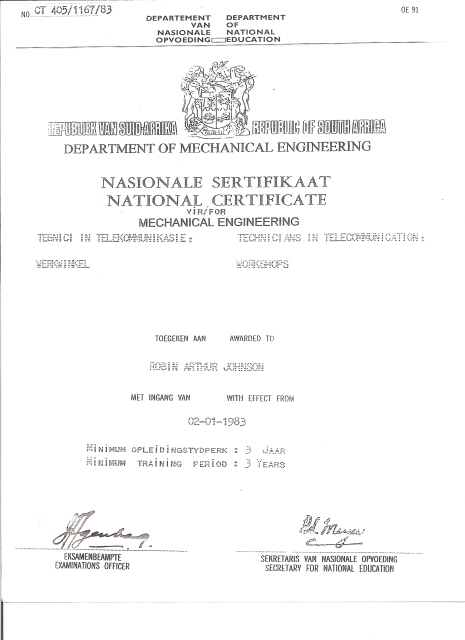 NO CT 405/1167/83
OE 91
DEPARTEMENT VAN NASIONALE OPVOEDING
DEPARTMENT OF NATIONAL EDUCATION
REPUBLIEK VAN SUID-AFRIKA
REPUBLIC OF SOUTH AFRICA
DEPARTMENT OF MECHANICAL ENGINEERING
NASIONALE SERTIFIKAAT
NATIONAL CERTIFICATE
VIR/FOR
MECHANICAL ENGINEERING
TEGNICI IN TELEKOMMUNIKASIE:
TECHNICIANS IN TELECOMMUNICATION:
WERKWINKEL
WORKSHOPS
TOEGEKEN AAN AWARDED TO
ROBIN ARTHUR JOHNSON
MET INGANG VAN WITH EFFECT FROM
02-01-1983
MINIMUM OPLEIDINGSTYDPERK : 3 JAAR
MINIMUM TRAINING PERIOD : 3 YEARS
EKSAMENBEAMPTE
EXAMINATIONS OFFICER
SEKRETARIS VAN NASIONALE OPVOEDING
SECRETARY FOR NATIONAL EDUCATION